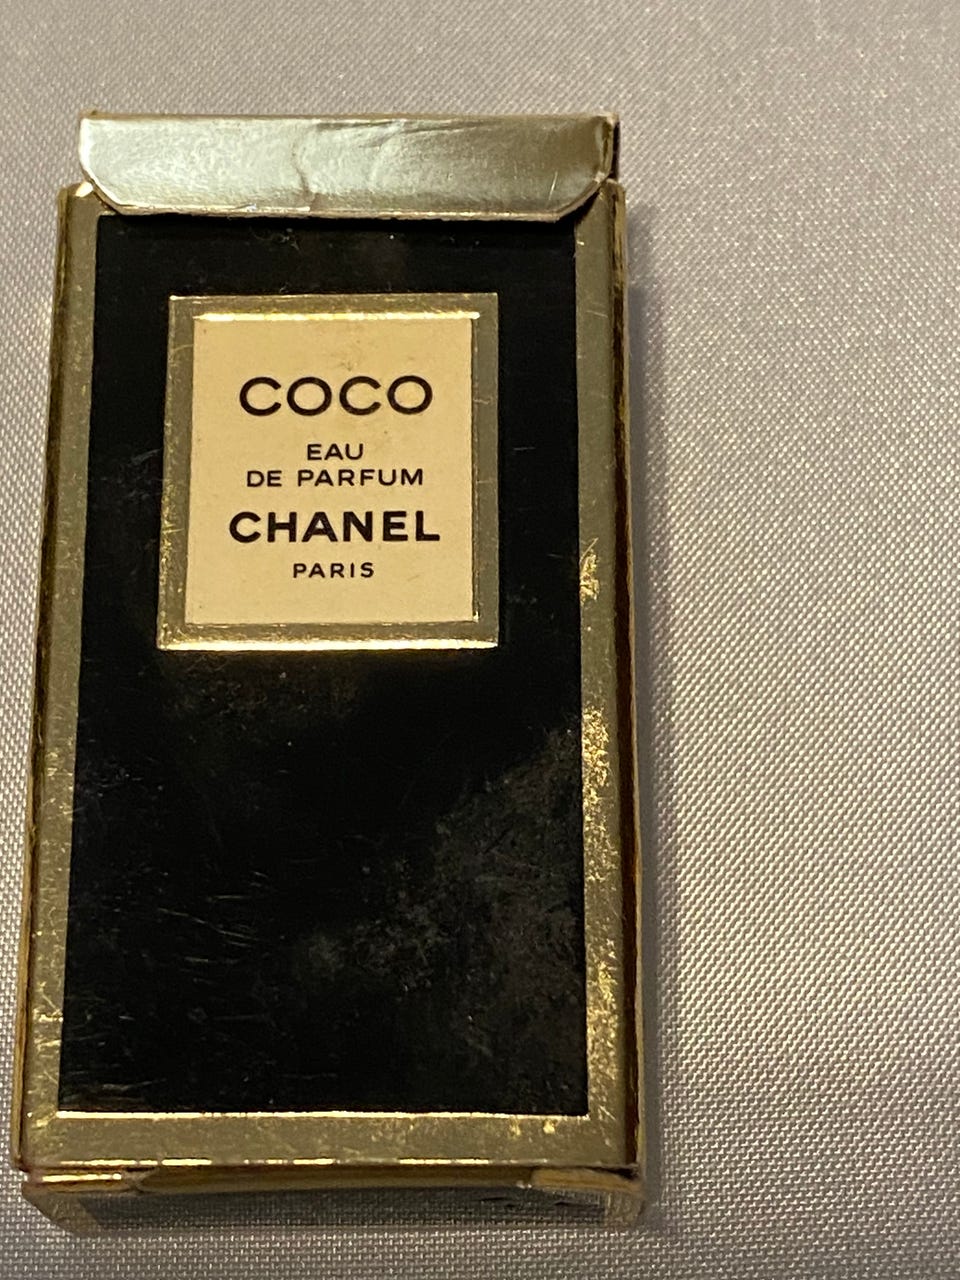 COCO
EAU
DE PARFUM
CHANEL
PARIS